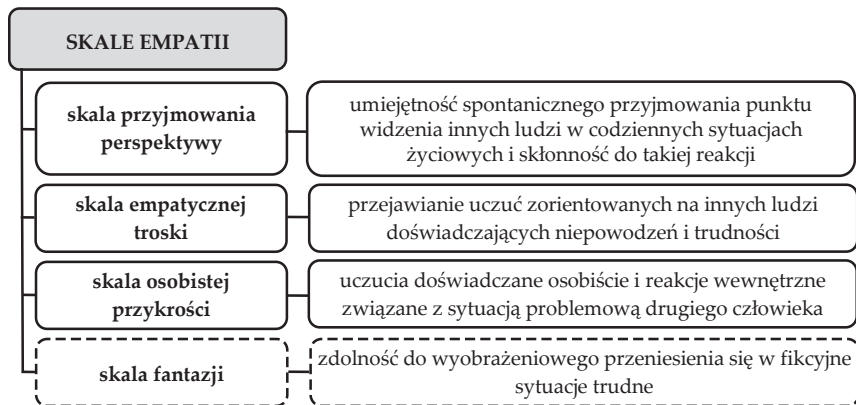 SKALE EMPATII
skala przyjmowania
perspektywy
umiejętność spontanicznego przyjmowania punktu
widzenia innych ludzi w codziennych sytuacjach
życiowych i skłonność do takiej reakcji
skala empatycznej
troski
przejawianie uczuć zorientowanych na innych ludzi
doświadczających niepowodzeń i trudności
skala osobistej
przykrości
uczucia doświadczane osobiście i reakcje wewnętrzne
związane z sytuacją problemową drugiego człowieka
skala fantazji
zdolność do wyobrażeniowego przeniesienia się w fikcyjne
sytuacje trudne